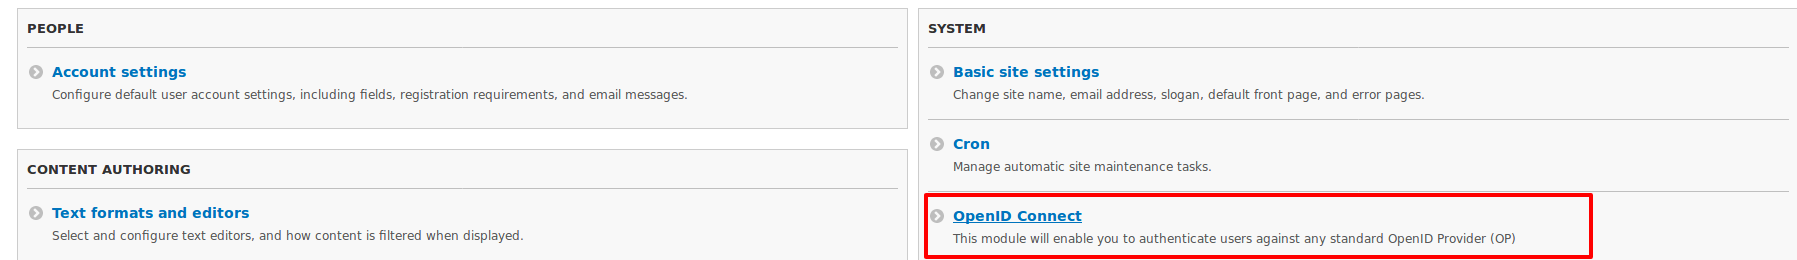 PEOPLE
Account settings
Configure default user account settings, including fields, registration requirements, and email messages.
CONTENT AUTHORING
Text formats and editors
Select and configure text editors, and how content is filtered when displayed.
SYSTEM
Basic site settings
Change site name, email address, slogan, default front page, and error pages.
Cron
Manage automatic site maintenance tasks.
OpenID Connect
This module will enable you to authenticate users against any standard OpenID Provider (OP)